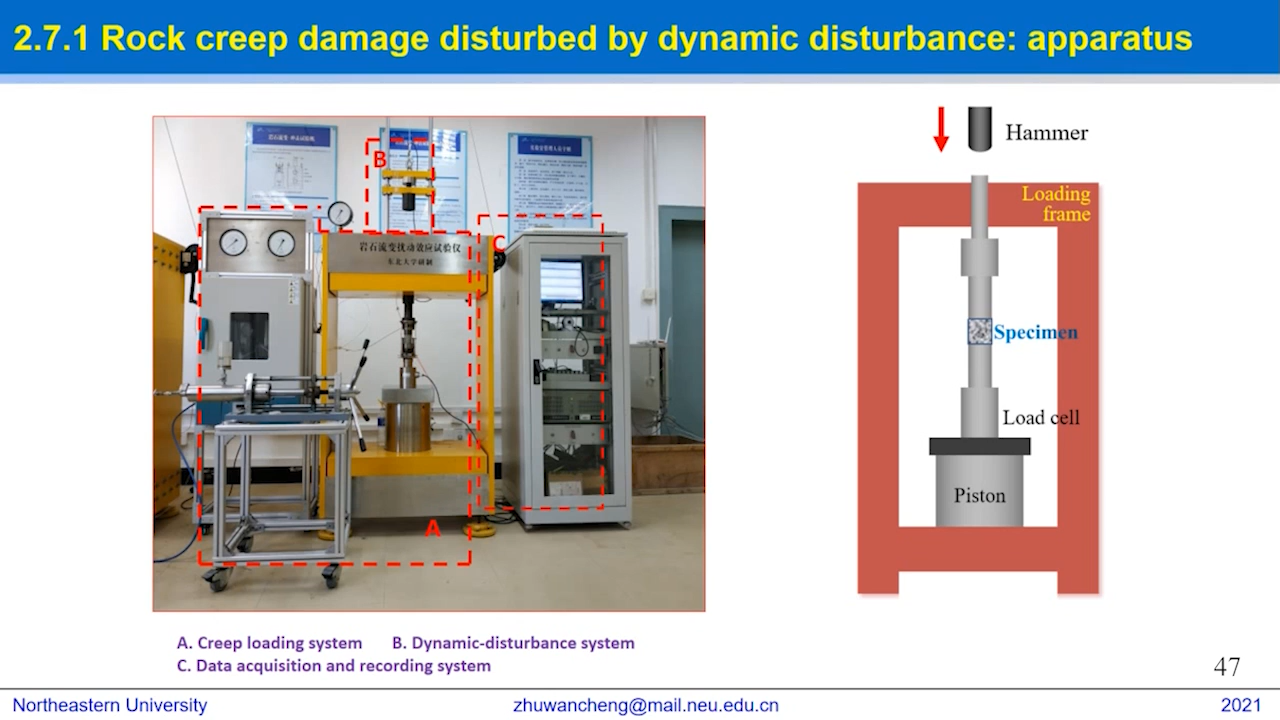 2.7.1 Rock creep damage disturbed by dynamic disturbance: apparatus
B
C
岩石流变扰动效应试验仪
东北大学研制
A
Hammer
Loading
frame
Specimen
Load cell
Piston
A. Creep loading system B. Dynamic-disturbance system
C. Data acquisition and recording system
47
Northeastern University zhuwancheng@mail.neu.edu.cn 2021